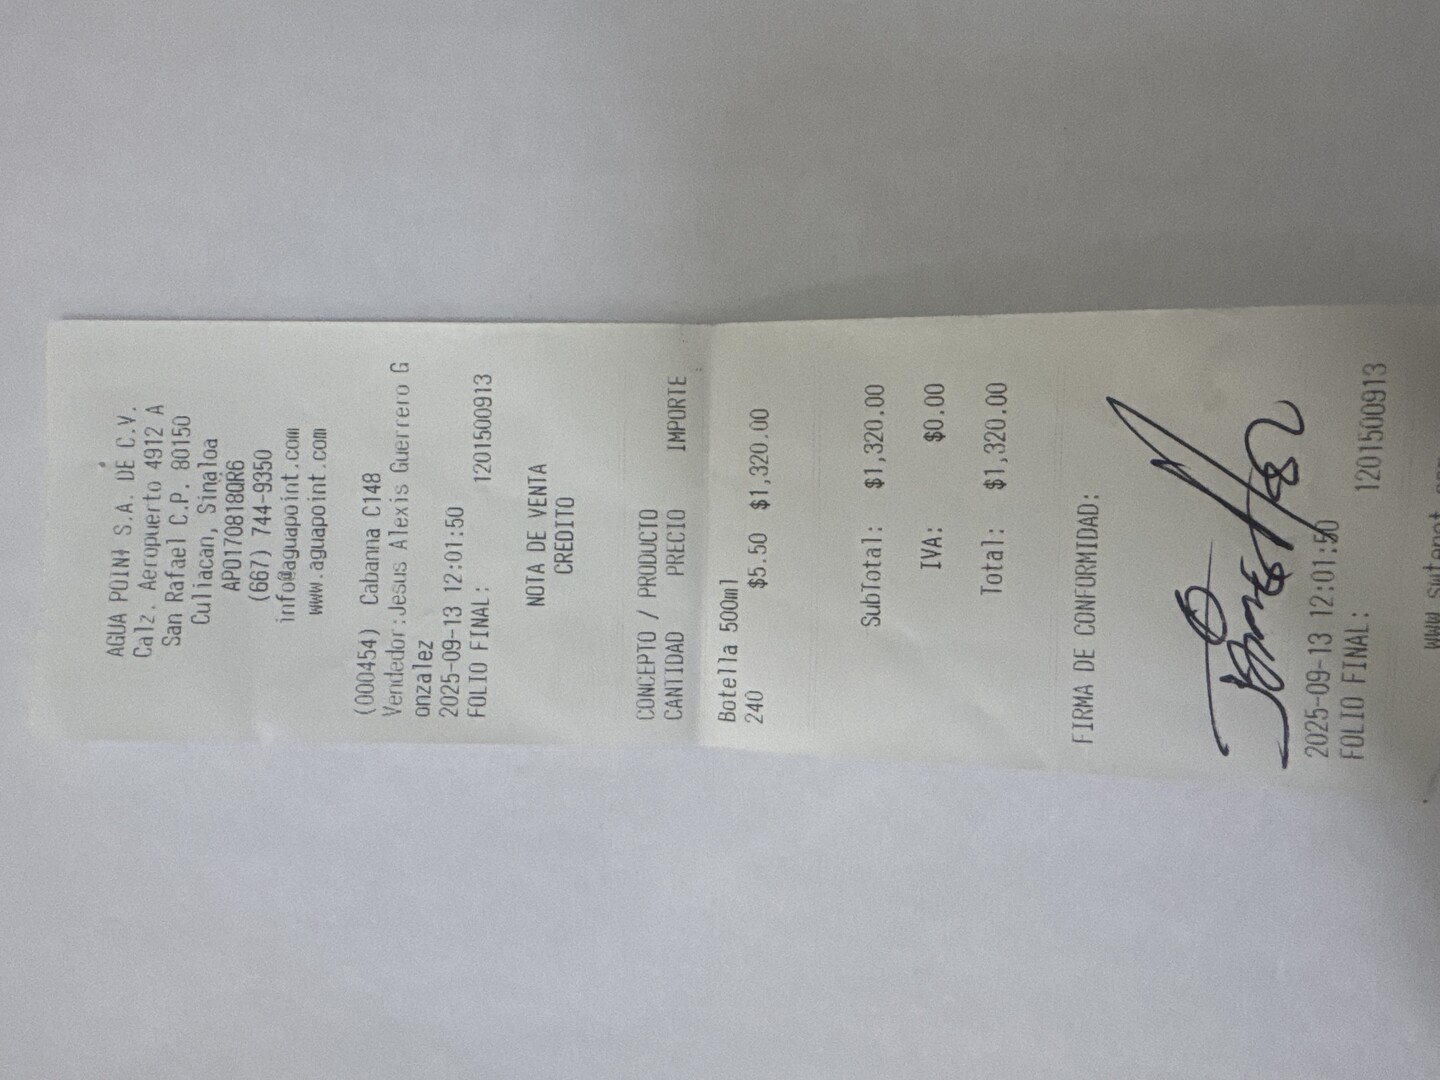 AGUA POINT S.A. DE C.V.
Calz. Aeropuerto 4912 A
San Rafael C.P. 80150
Culiacan, Sinaloa
APO170818QR6
(667) 744-9350
info@aguapoint.com
www.aguapoint.com
(000454) Cabanna C148
Vendedor:Jesus Alexis Guerrero G
onzalez
2025-09-13 12:01:50
FOLIO FINAL: 1201500913
NOTA DE VENTA
CREDITO
CONCEPTO / PRODUCTO
CANTIDAD PRECIO IMPORTE
Botella 500ml
240 $5.50 $1,320.00
SubTotal: $1,320.00
IVA: $0.00
Total: $1,320.00
FIRMA DE CONFORMIDAD:
2025-09-13 12:01:50
FOLIO FINAL: 1201500913